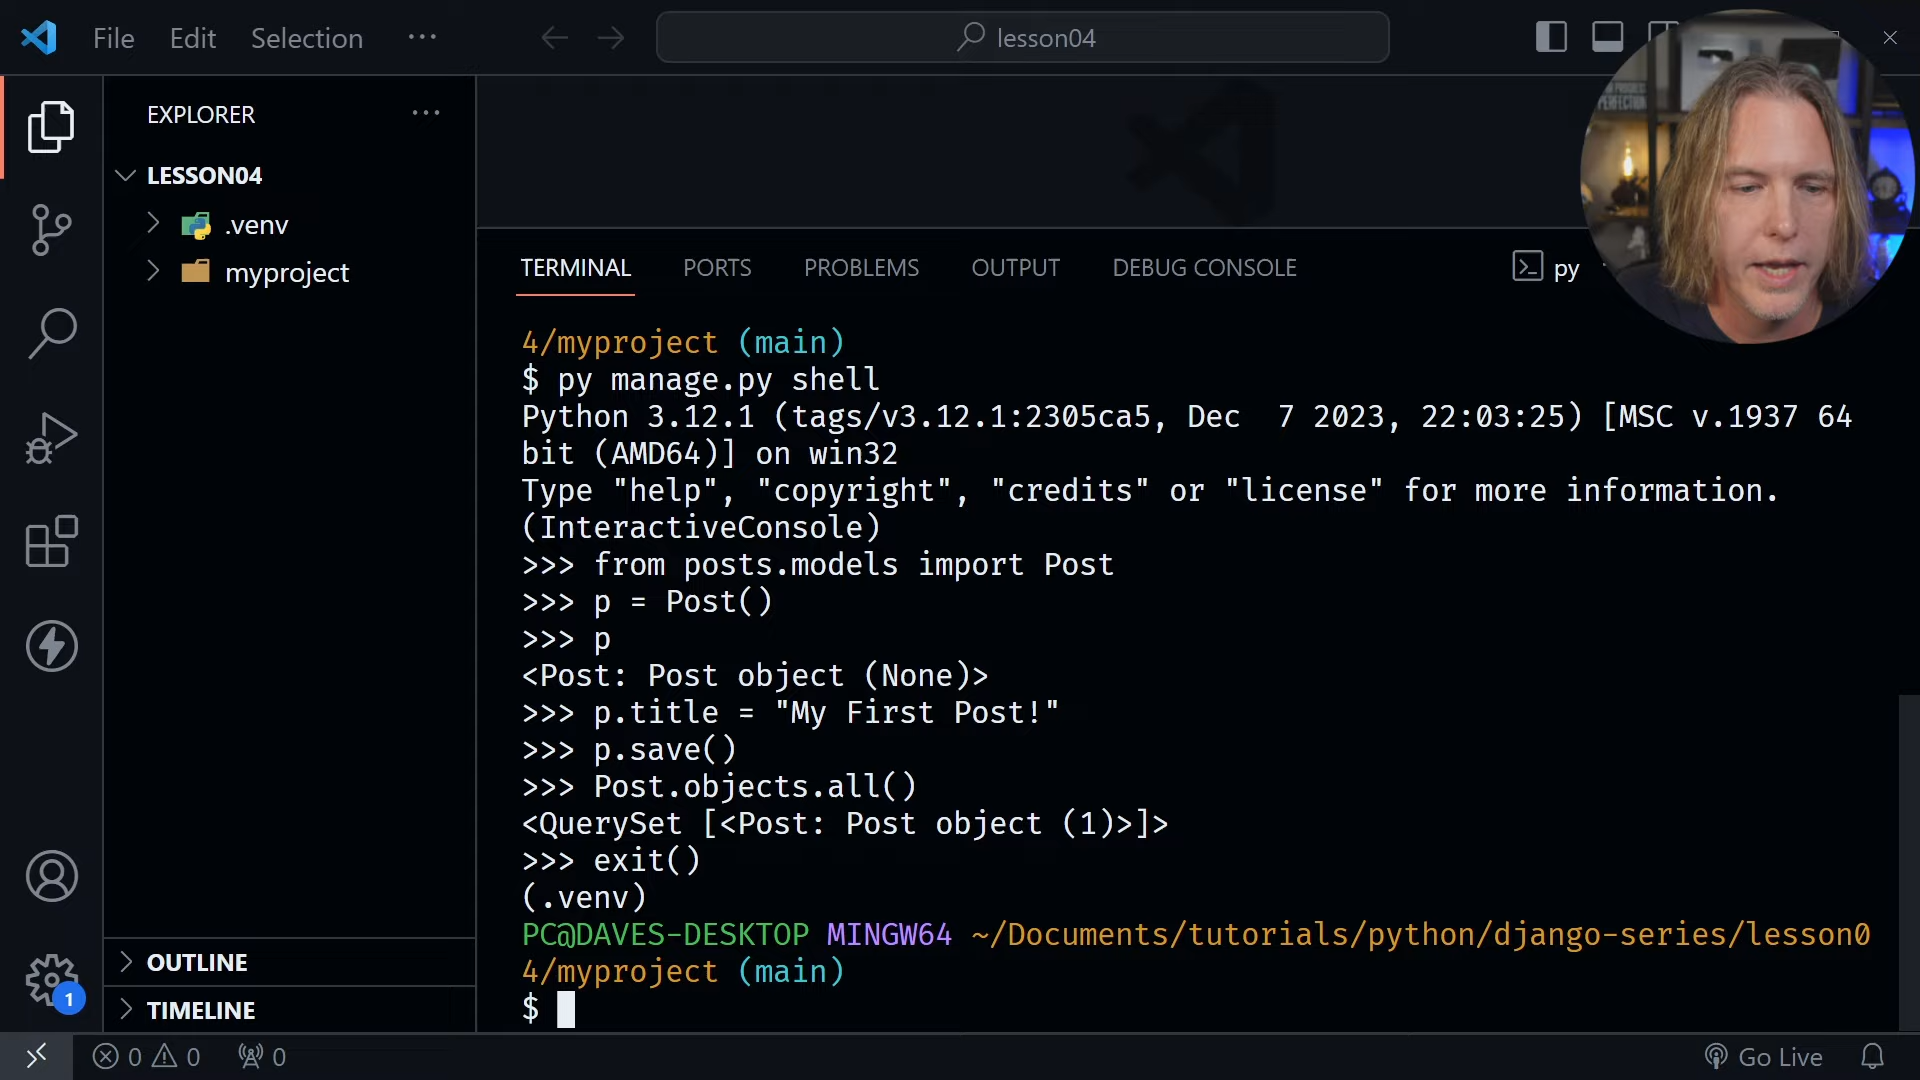 File Edit Selection ···
lesson04
EXPLORER ···
LESSON04
.venv
myproject
OUTLINE
TIMELINE
TERMINAL PORTS PROBLEMS OUTPUT DEBUG CONSOLE
py
4/myproject (main)
$ py manage.py shell
Python 3.12.1 (tags/v3.12.1:2305ca5, Dec  7 2023, 22:03:25) [MSC v.1937 64
bit (AMD64)] on win32
Type "help", "copyright", "credits" or "license" for more information.
(InteractiveConsole)
>>> from posts.models import Post
>>> p = Post()
>>> p
<Post: Post object (None)>
>>> p.title = "My First Post!"
>>> p.save()
>>> Post.objects.all()
<QuerySet [<Post: Post object (1)>]>
>>> exit()
(.venv)
PC@DAVES-DESKTOP MINGW64 ~/Documents/tutorials/python/django-series/lesson0
4/myproject (main)
$
1
0 0 0
Go Live